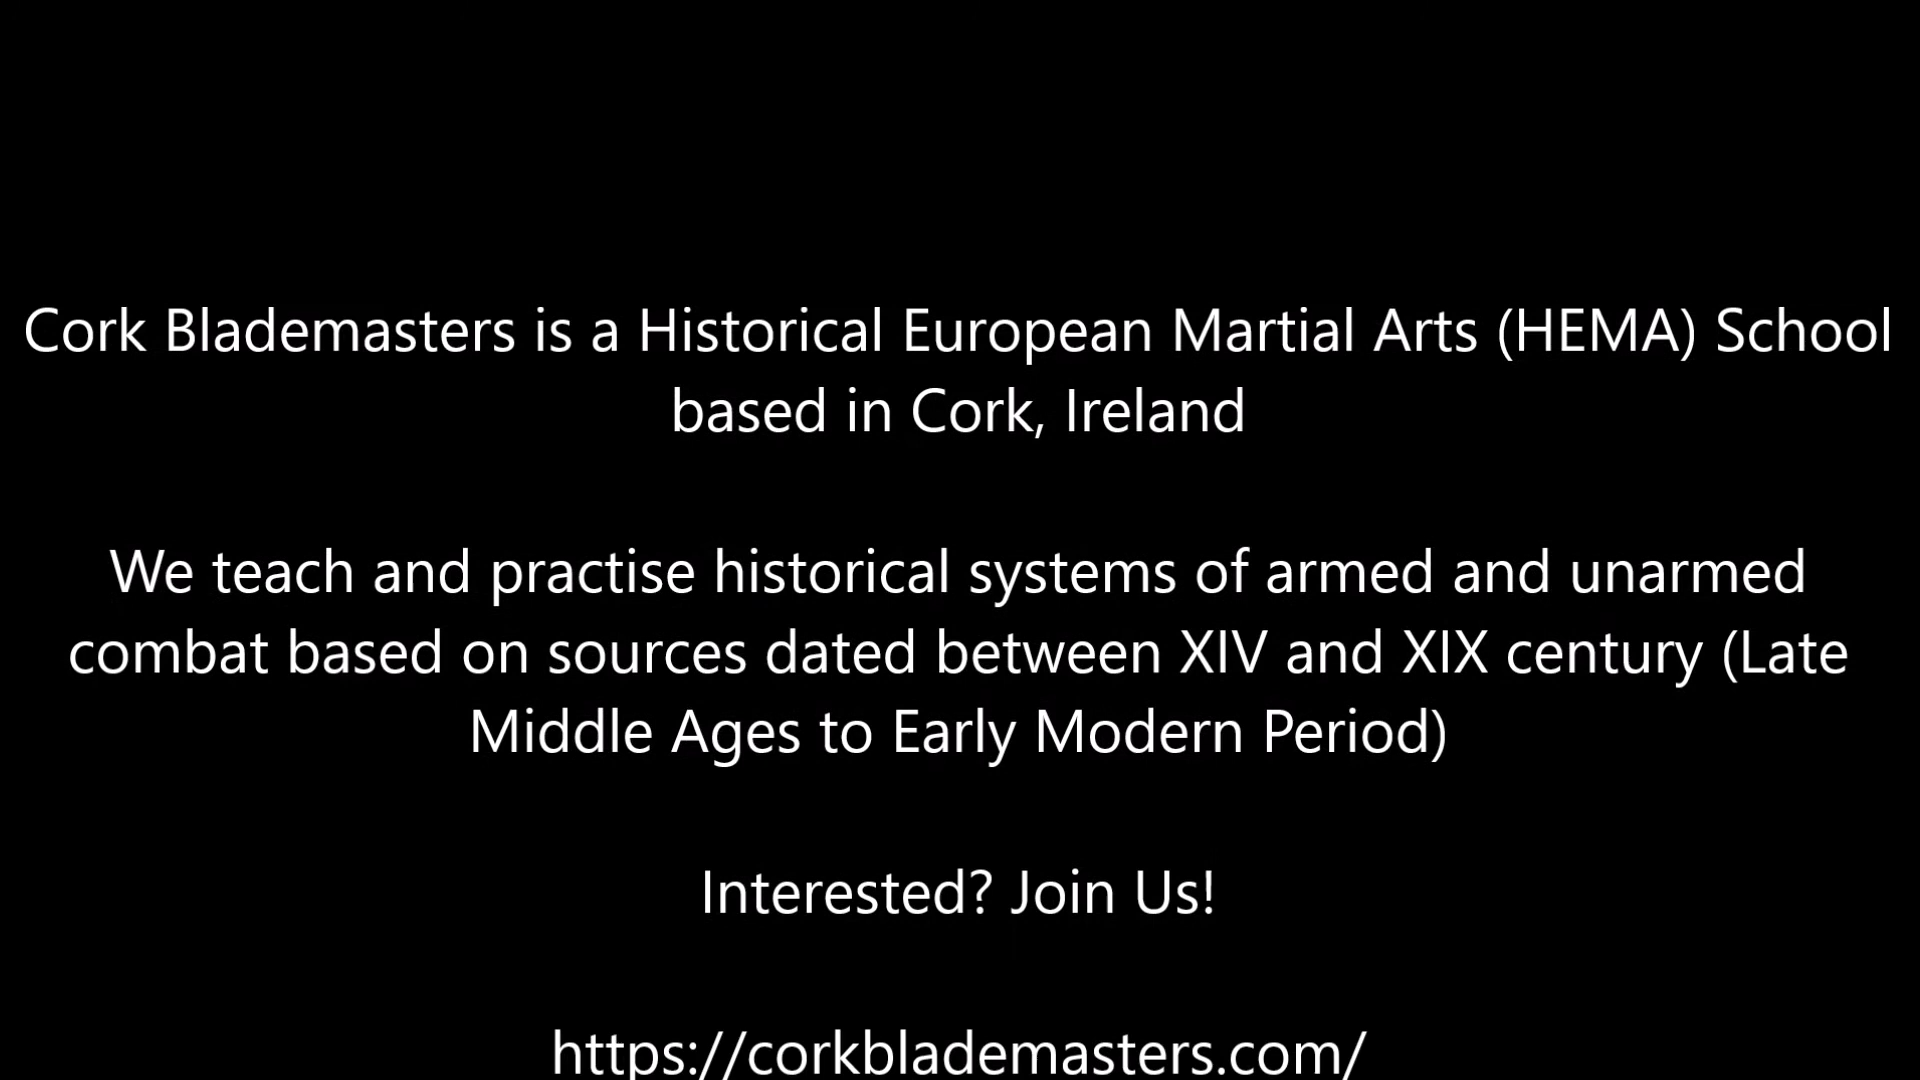 Cork Blademasters is a Historical European Martial Arts (HEMA) School
based in Cork, Ireland
We teach and practise historical systems of armed and unarmed
combat based on sources dated between XIV and XIX century (Late
Middle Ages to Early Modern Period)
Interested? Join Us!
https://corkblademasters.com/